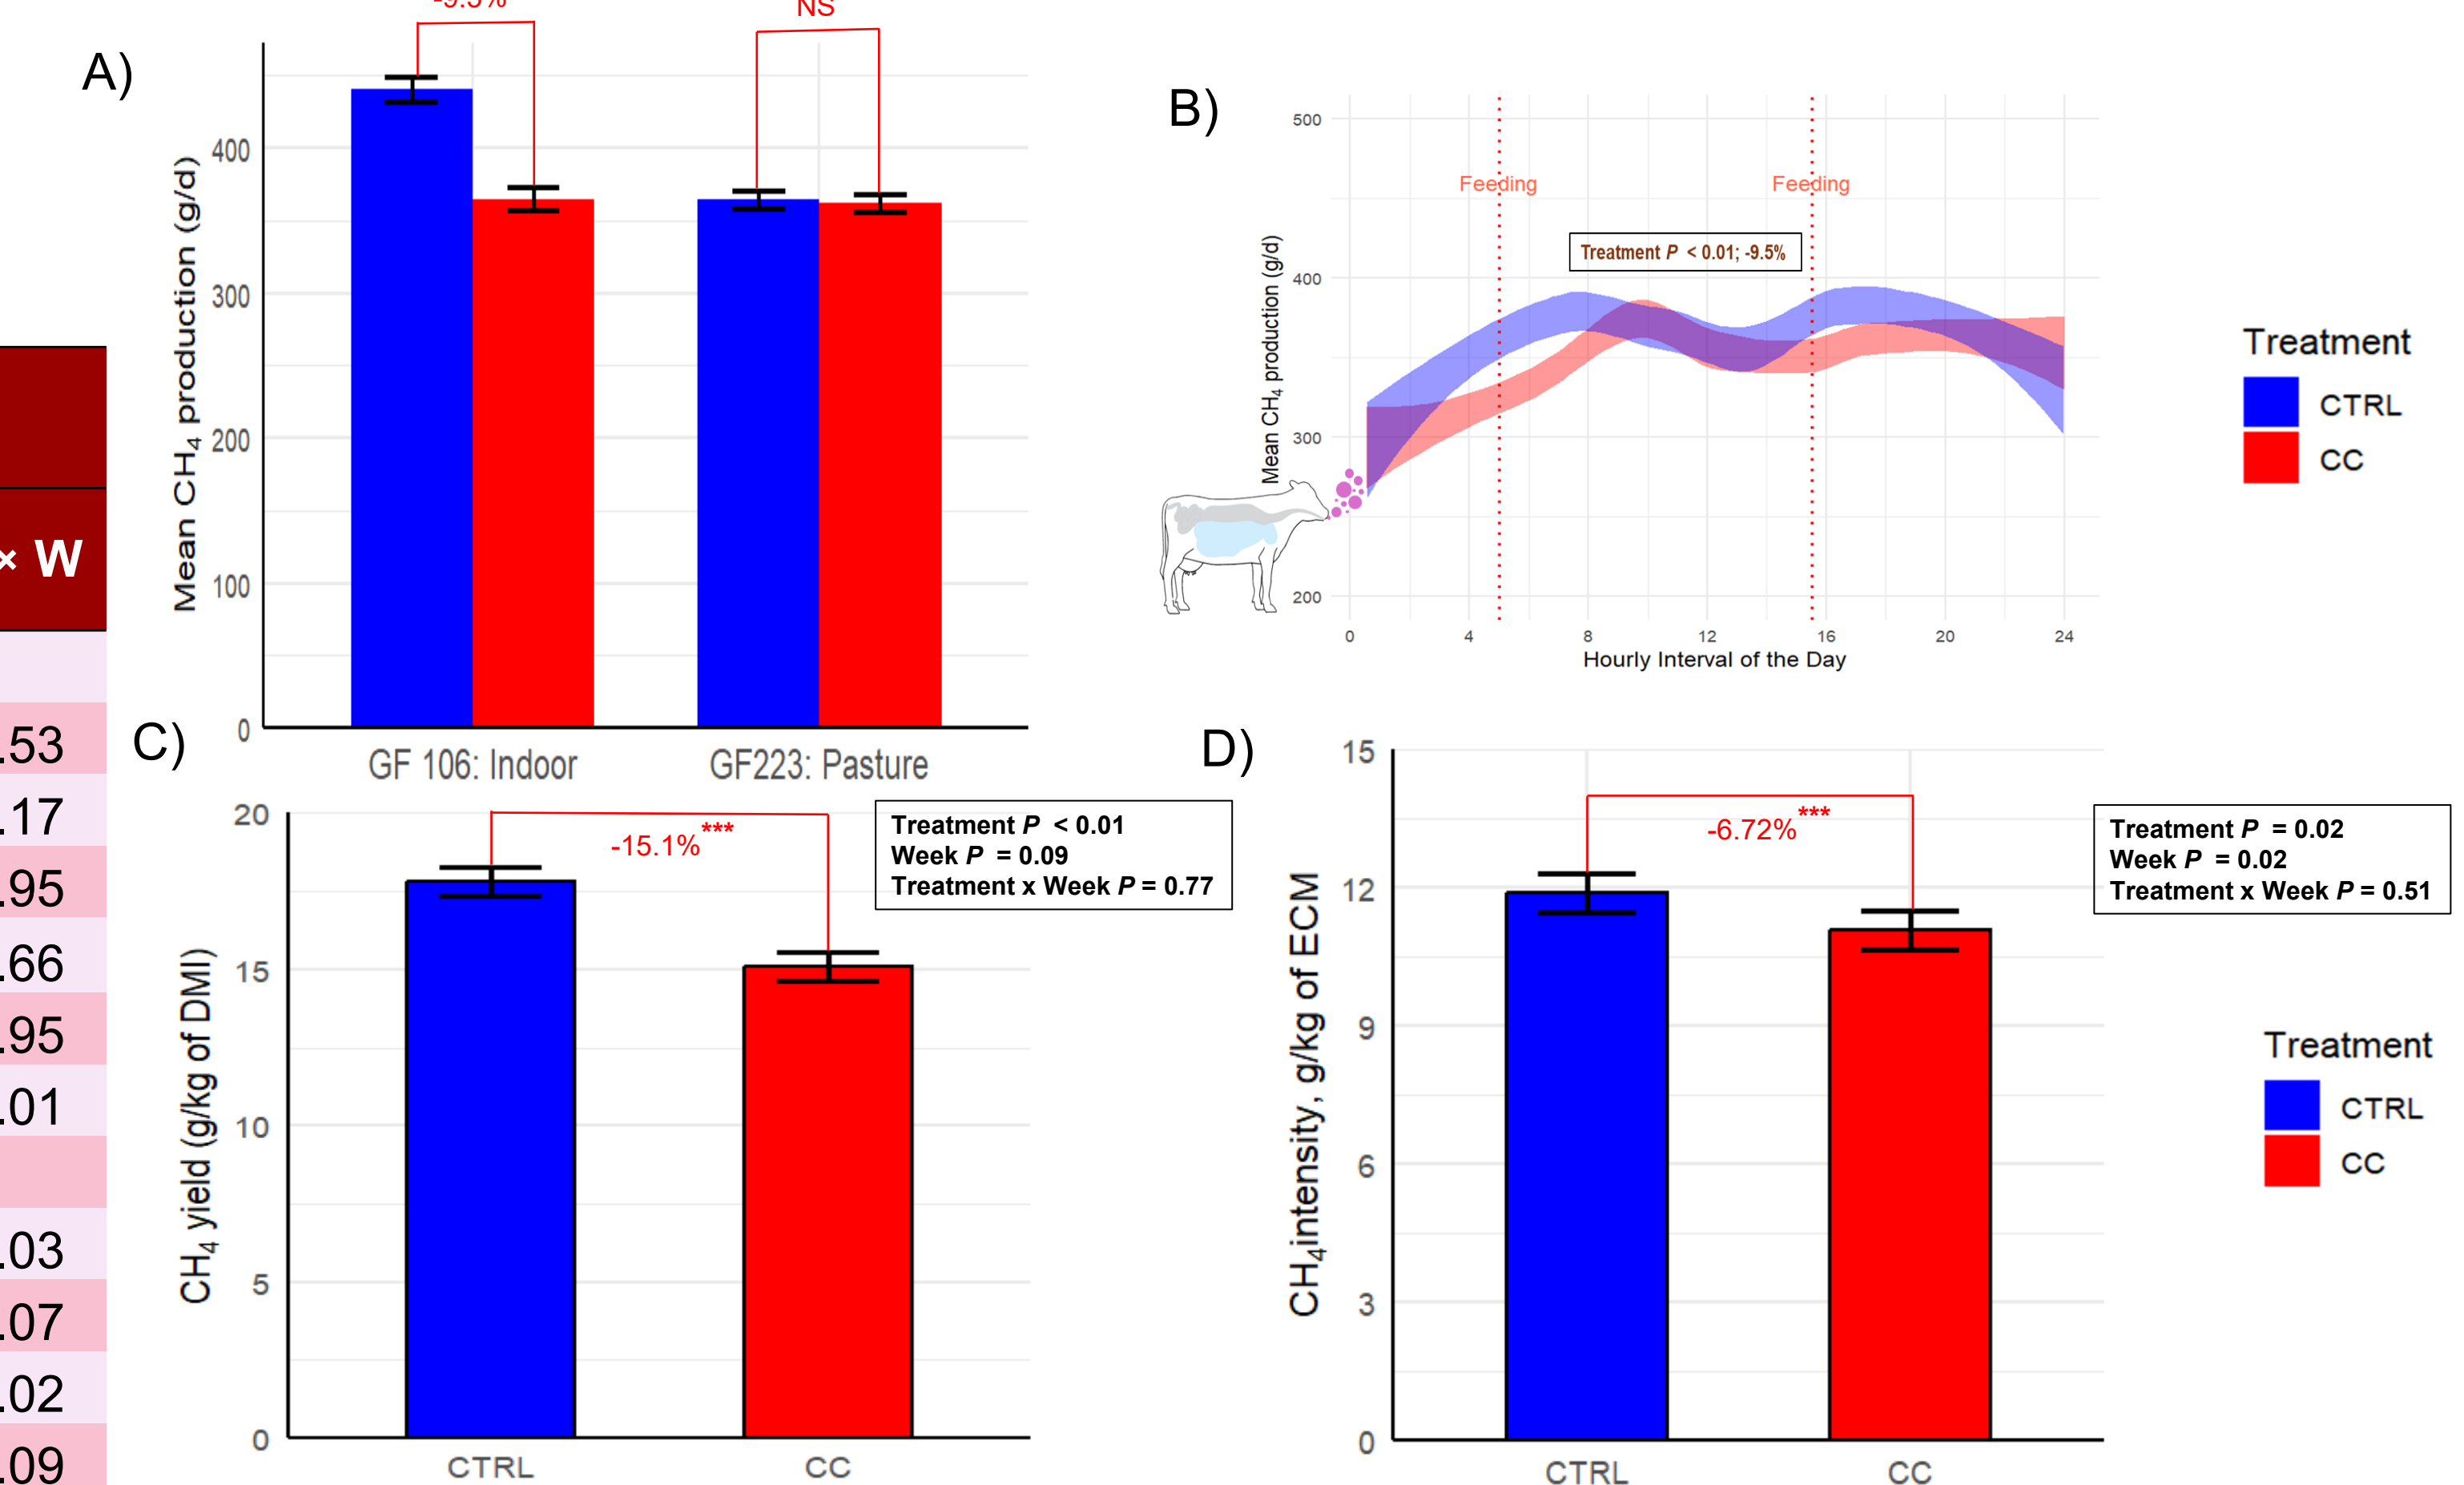 × W
.53
.17
.95
.66
.95
.01
.03
.07
.02
.09
A)
NS
Mean CH₄ production (g/d)
400
300
200
100
0
GF 106: Indoor
GF223: Pasture
B)
Mean CH₄ production (g/d)
500
400
300
200
Feeding
Feeding
Treatment P < 0.01; -9.5%
0
4
8
12
16
20
24
Hourly Interval of the Day
Treatment
CTRL
CC
C)
CH₄ yield (g/kg of DMI)
20
15
10
5
0
-15.1%***
Treatment P < 0.01
Week P = 0.09
Treatment x Week P = 0.77
CTRL
CC
D)
CH₄intensity, g/kg of ECM
15
12
9
6
3
0
-6.72%***
Treatment P = 0.02
Week P = 0.02
Treatment x Week P = 0.51
CTRL
CC
Treatment
CTRL
CC